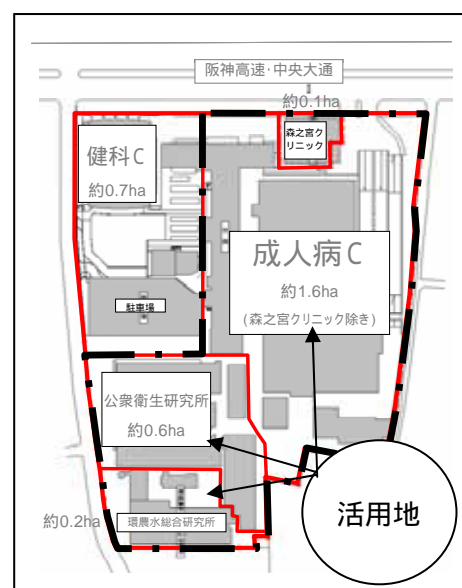 阪神高速・中央大通
約0.1ha
森之宮ク
リニック
健科C
約0.7ha
成人病C
約1.6ha
(森之宮クリニック除き)
駐車場
公衆衛生研究所
約0.6ha
約0.2ha
環農水総合研究所
活用地